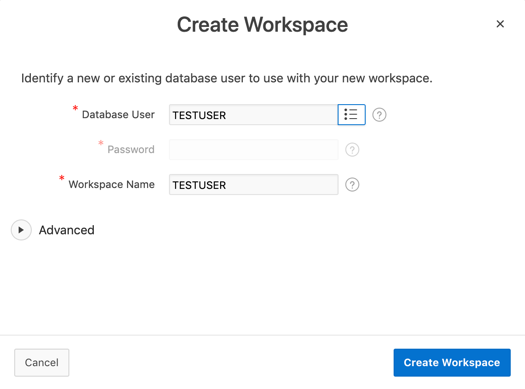 Create Workspace
Identify a new or existing database user to use with your new workspace.
* Database User TESTUSER ?
* Password ?
* Workspace Name TESTUSER ?
Advanced
Cancel Create Workspace